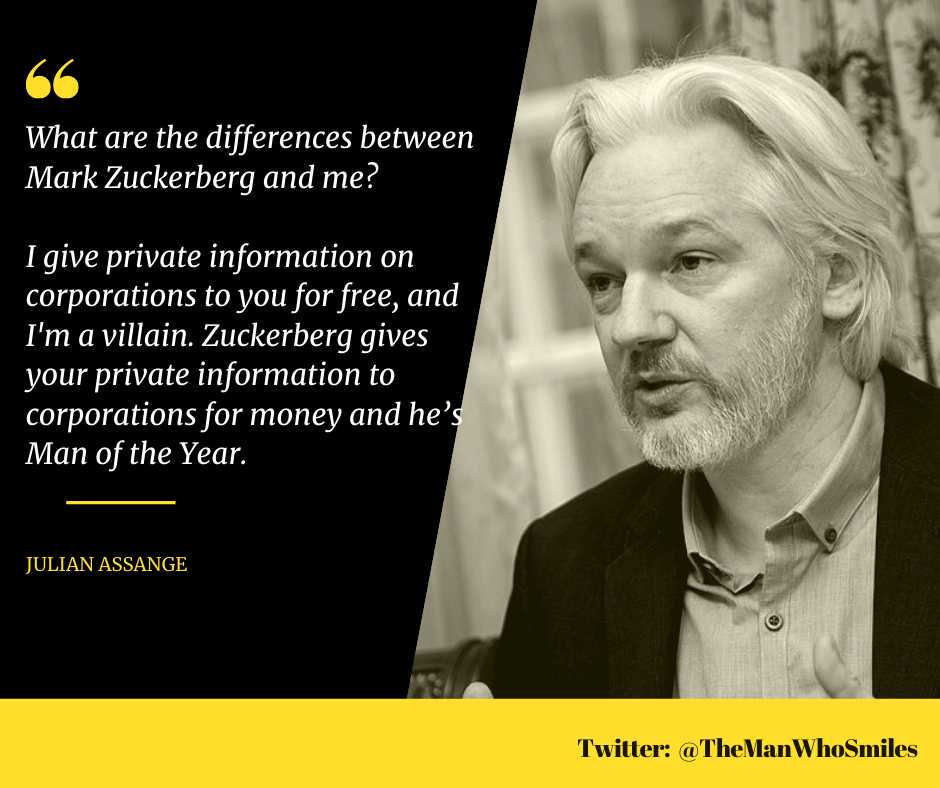 “
What are the differences between
Mark Zuckerberg and me?
I give private information on
corporations to you for free, and
I'm a villain. Zuckerberg gives
your private information to
corporations for money and he’s
Man of the Year.
JULIAN ASSANGE
Twitter: @TheManWhoSmiles